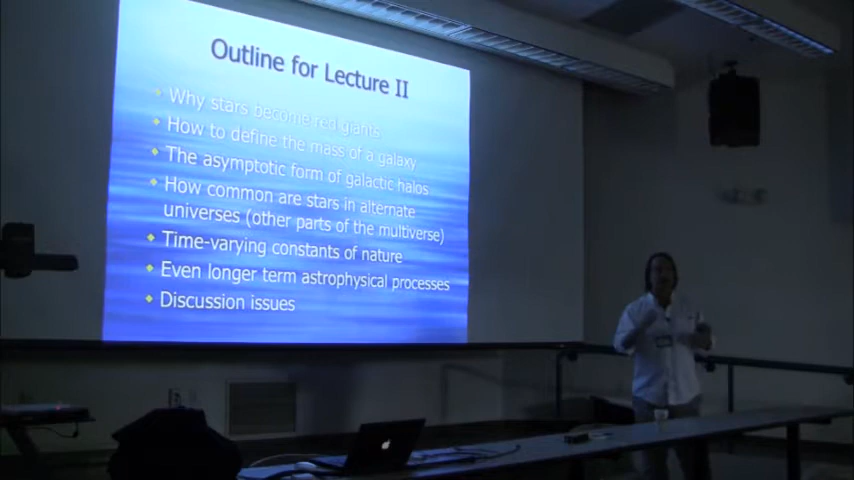 Outline for Lecture II
Why stars become red giants
How to define the mass of a galaxy
The asymptotic form of galactic halos
How common are stars in alternate
universes (other parts of the multiverse)
Time-varying constants of nature
Even longer term astrophysical processes
Discussion issues